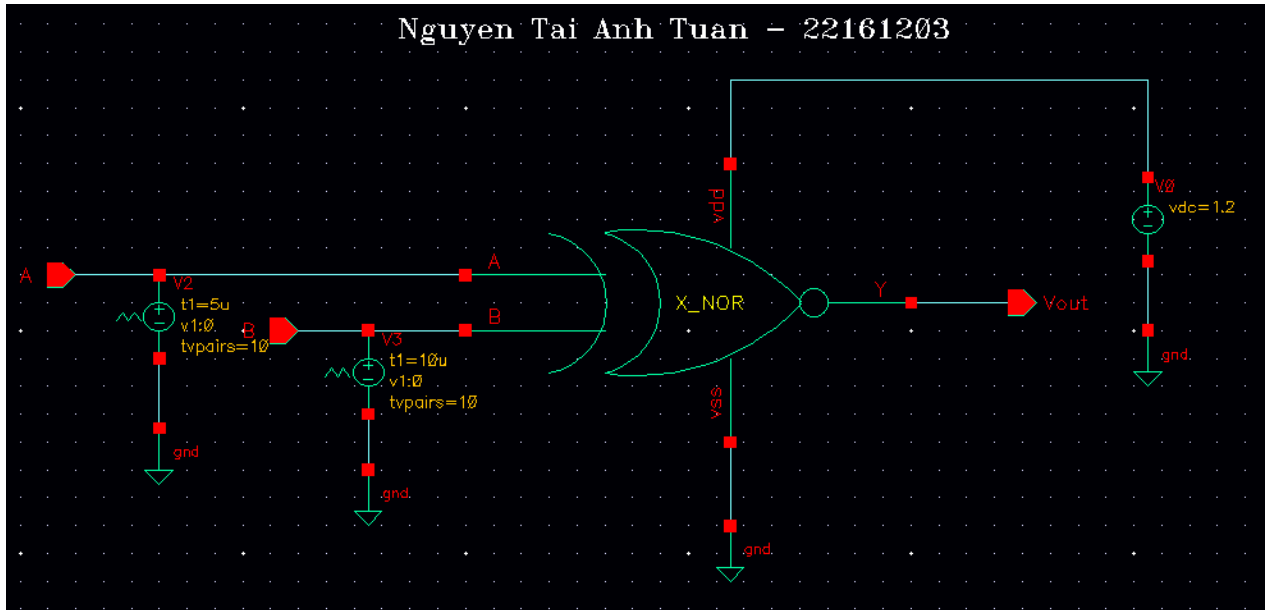 Nguyen Tai Anh Tuan - 22161203
vdd
V0
vdc=1.2
A
A
V2
t1=5u
v1:0
tvpairs=10
gnd
B
B
V3
t1=10u
v1:0
tvpairs=10
gnd
X_NOR
Y
Vout
vss
gnd
gnd